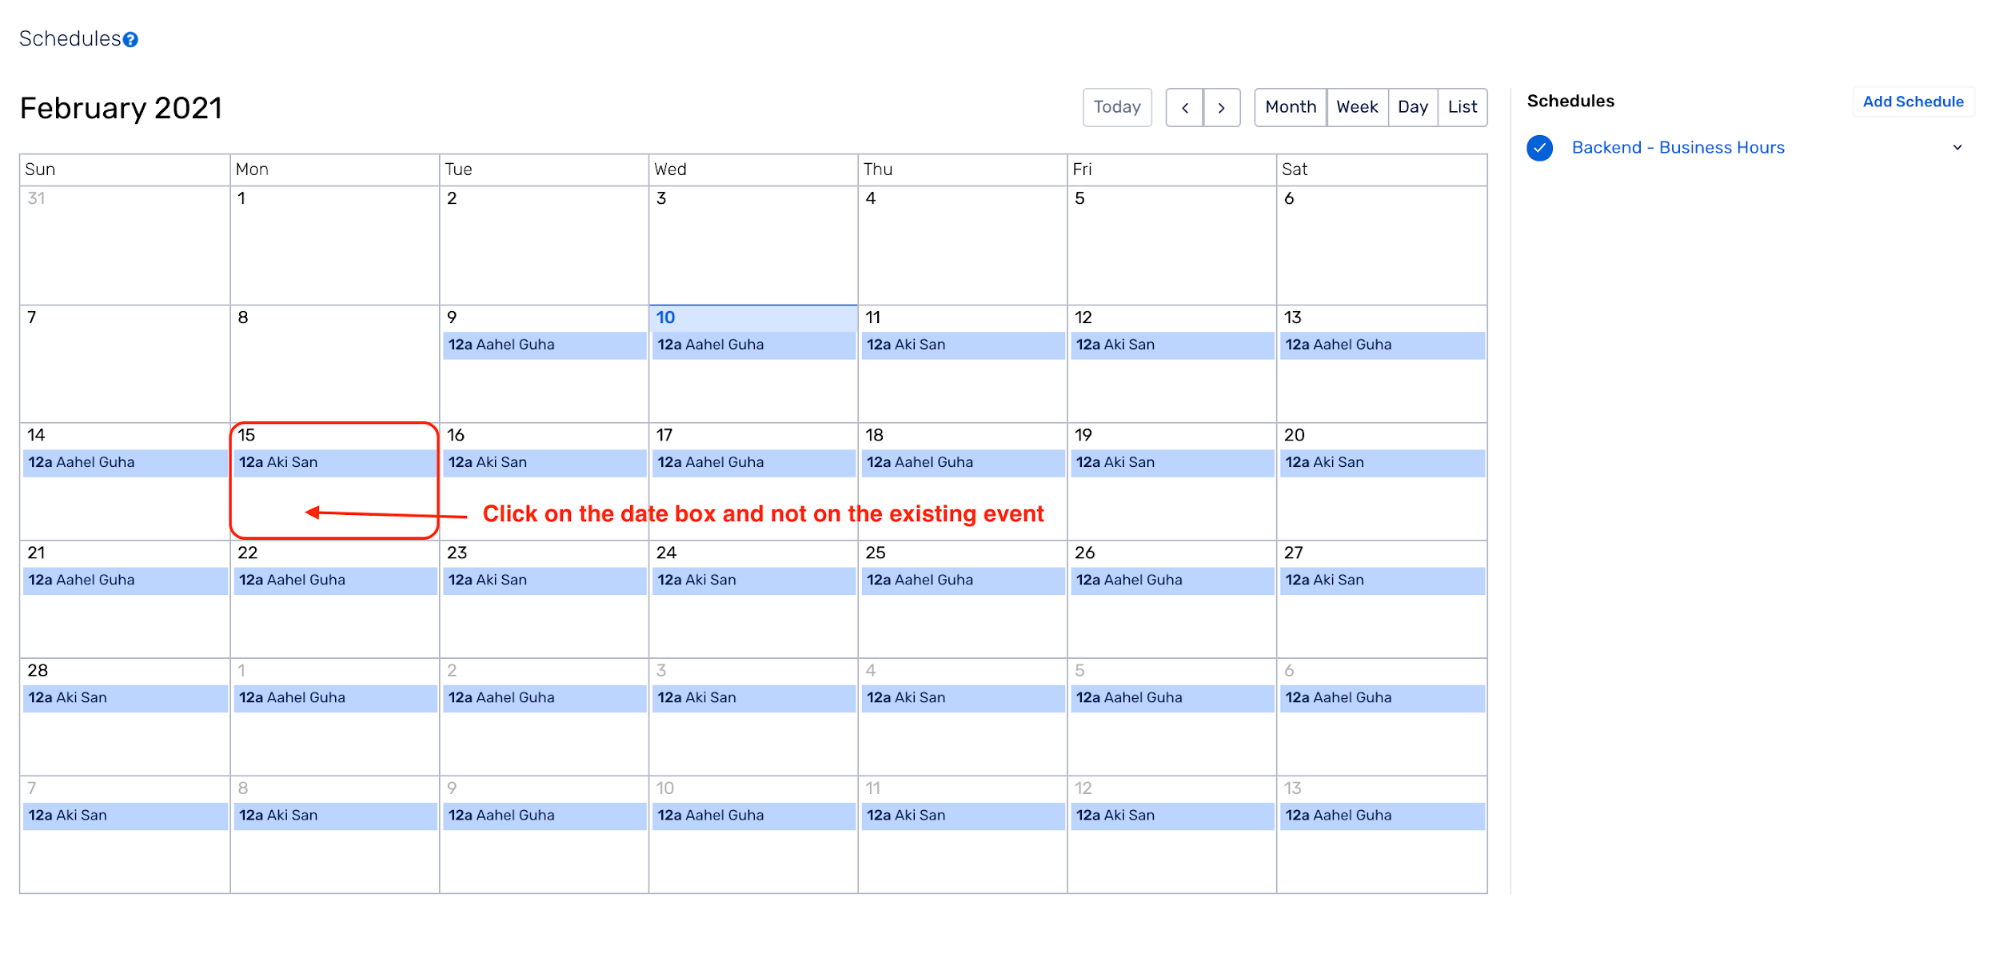 Schedules
February 2021
Today
Month Week Day List
Schedules
Add Schedule
Backend - Business Hours
Sun Mon Tue Wed Thu Fri Sat
31 1 2 3 4 5 6
7 8 9 10 11 12 13
12a Aahel Guha 12a Aahel Guha 12a Aki San 12a Aki San 12a Aahel Guha
14 15 16 17 18 19 20
12a Aahel Guha 12a Aki San 12a Aki San 12a Aahel Guha 12a Aahel Guha 12a Aki San 12a Aki San
Click on the date box and not on the existing event
21 22 23 24 25 26 27
12a Aahel Guha 12a Aahel Guha 12a Aki San 12a Aki San 12a Aahel Guha 12a Aahel Guha 12a Aki San
28 1 2 3 4 5 6
12a Aki San 12a Aahel Guha 12a Aahel Guha 12a Aki San 12a Aki San 12a Aahel Guha 12a Aahel Guha
7 8 9 10 11 12 13
12a Aki San 12a Aki San 12a Aahel Guha 12a Aahel Guha 12a Aki San 12a Aki San 12a Aahel Guha